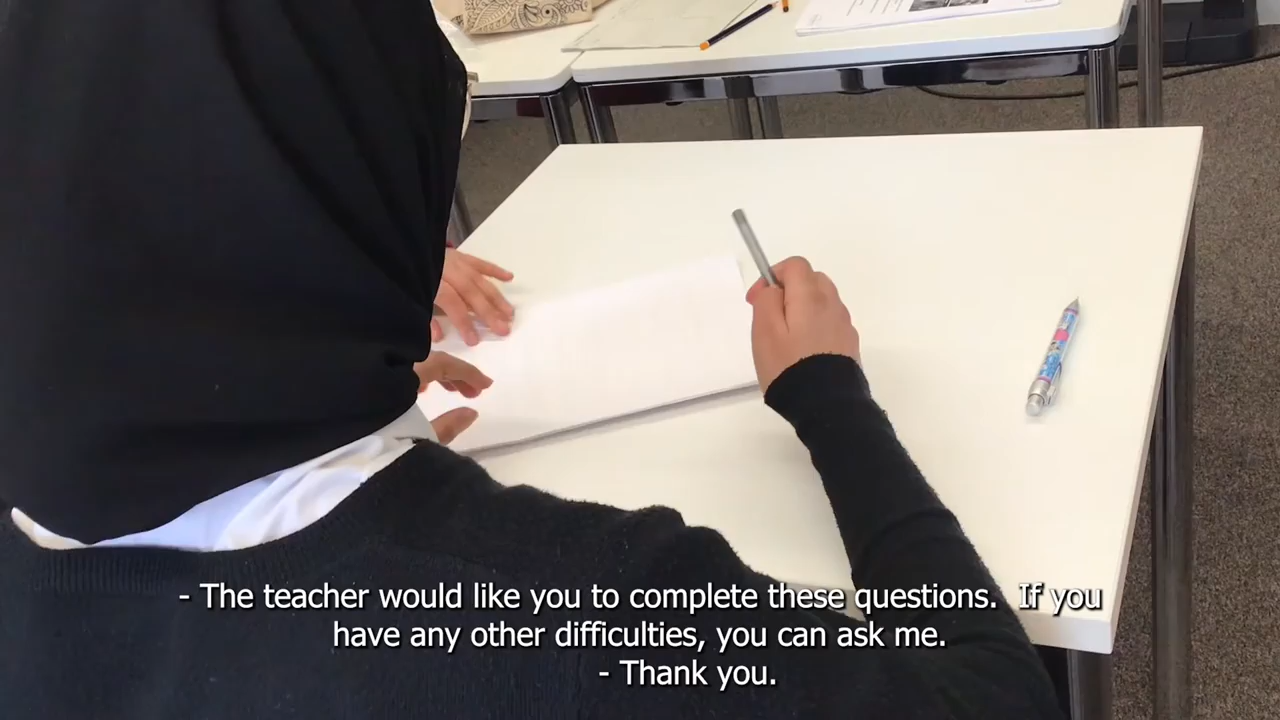 - The teacher would like you to complete these questions. If you
have any other difficulties, you can ask me.
- Thank you.